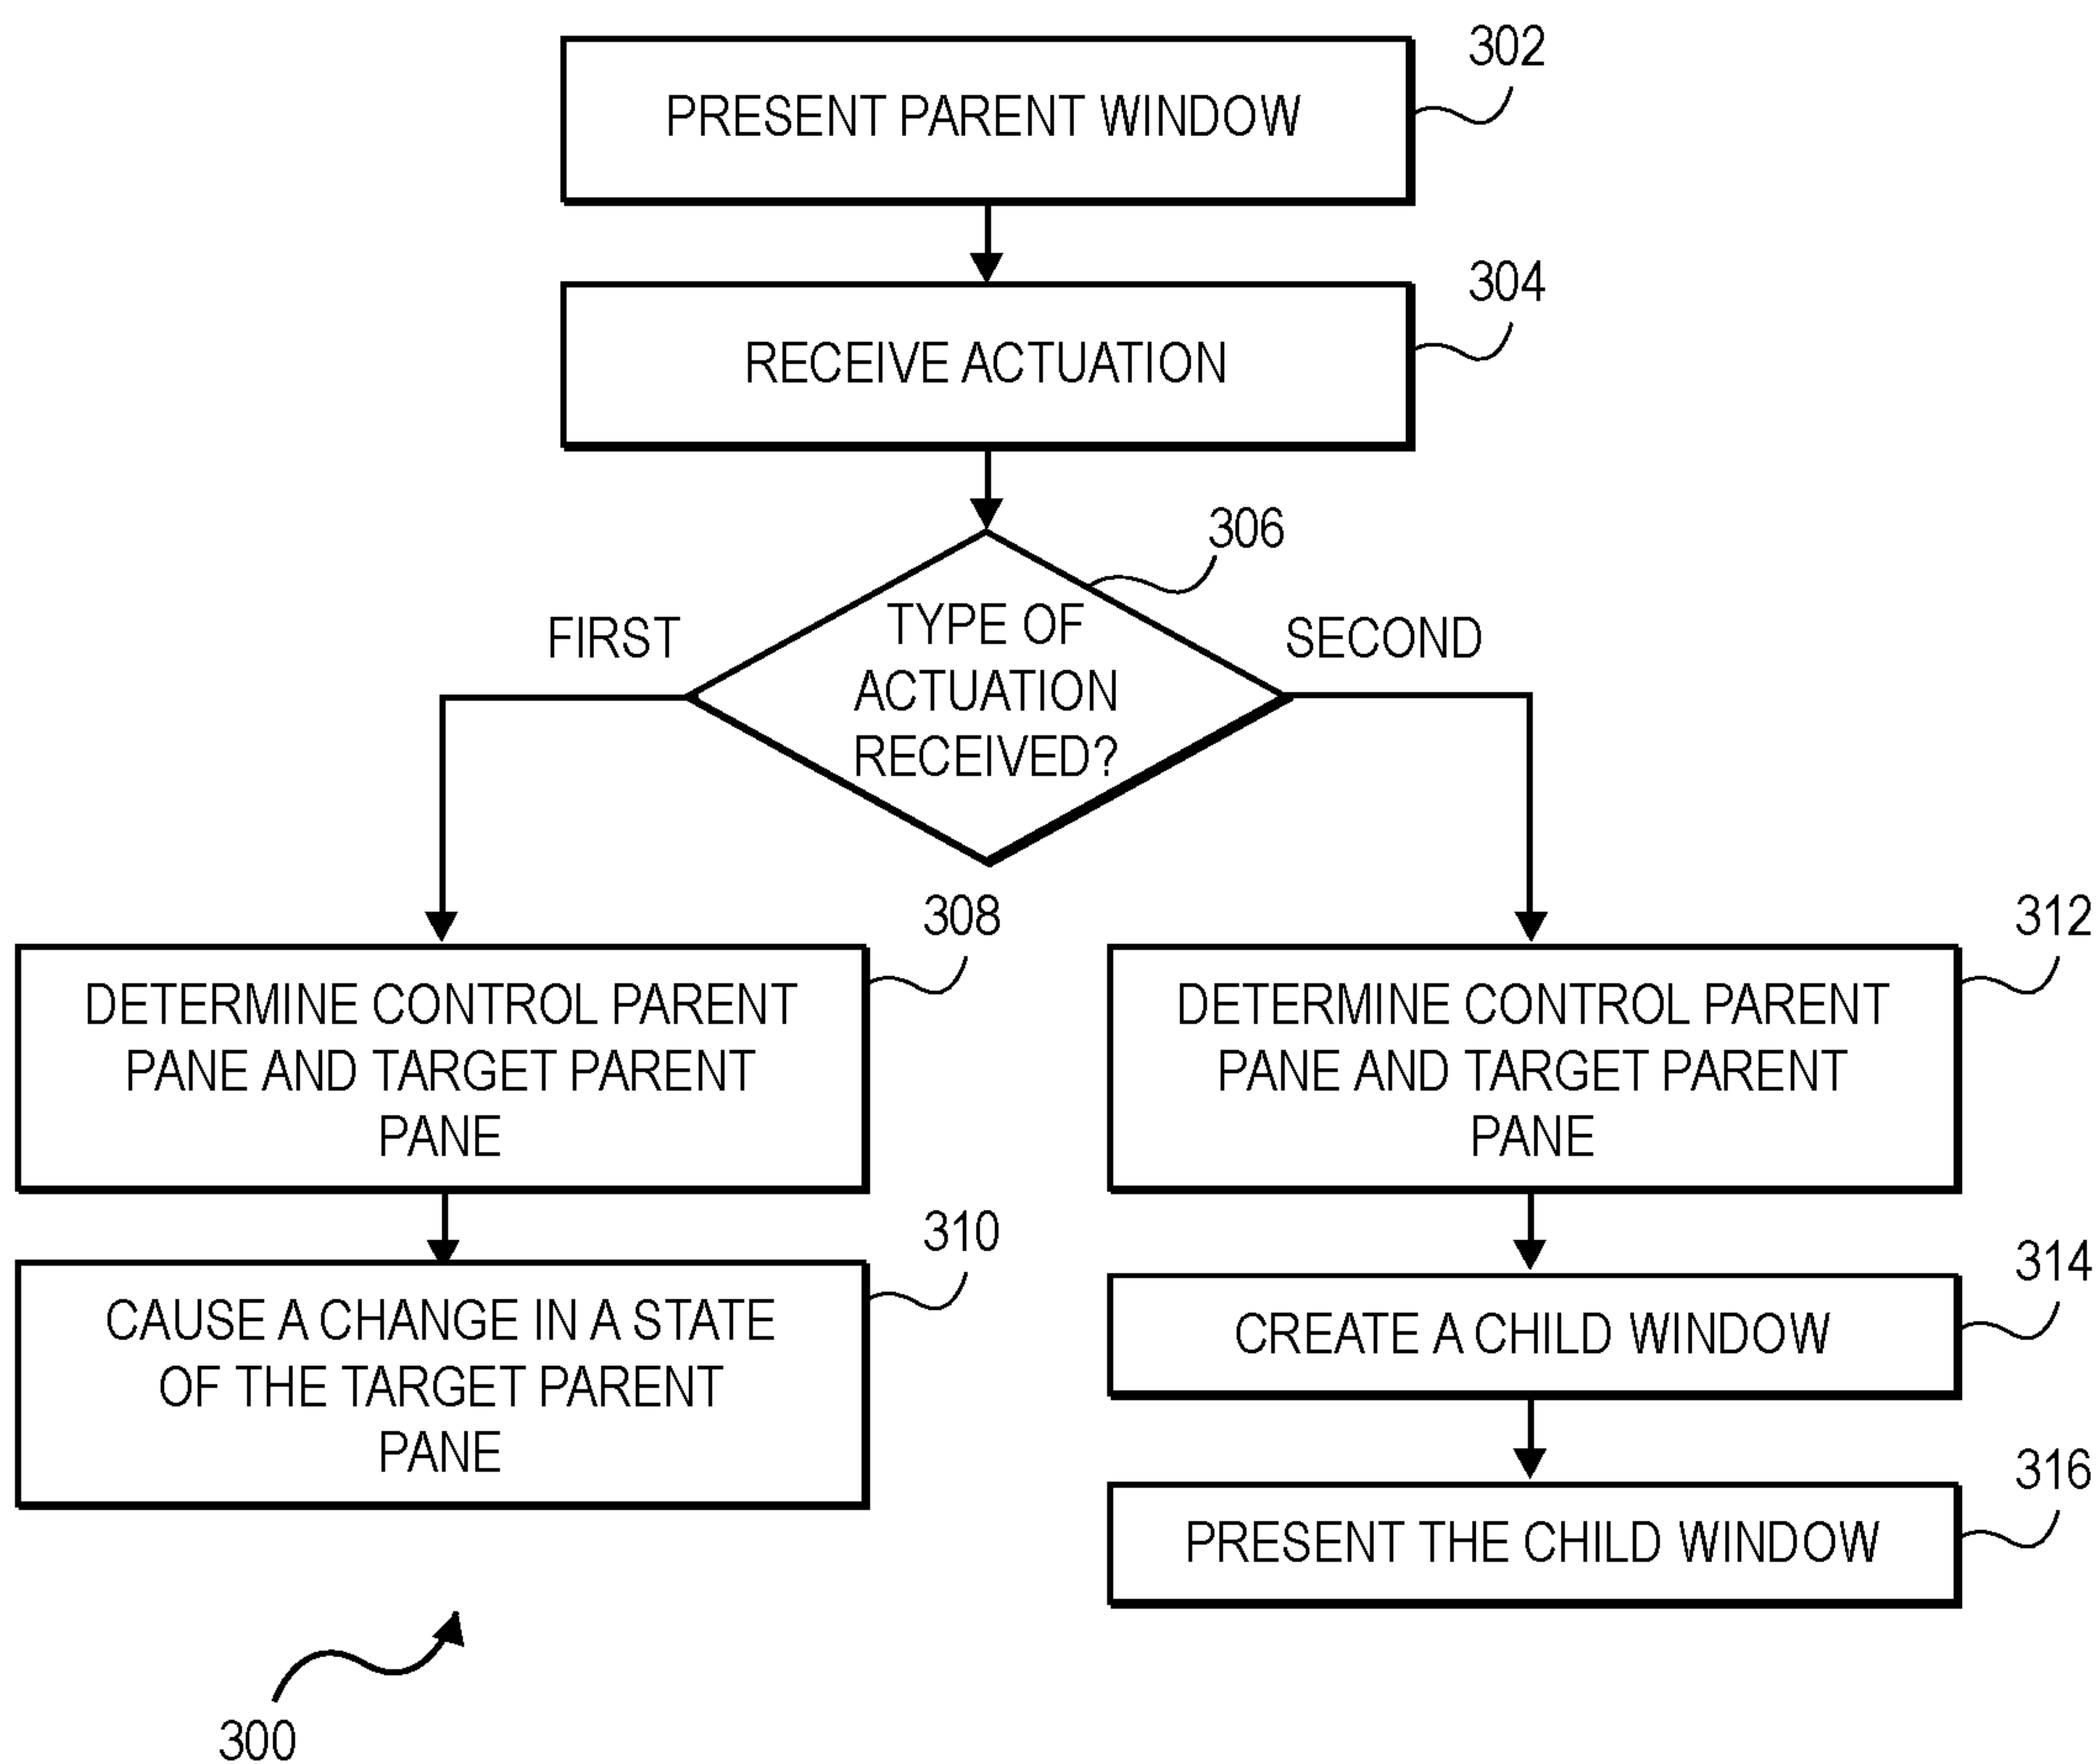 302
PRESENT PARENT WINDOW
304
RECEIVE ACTUATION
306
FIRST
TYPE OF
ACTUATION
RECEIVED?
SECOND
308
DETERMINE CONTROL PARENT
PANE AND TARGET PARENT
PANE
312
DETERMINE CONTROL PARENT
PANE AND TARGET PARENT
PANE
310
CAUSE A CHANGE IN A STATE
OF THE TARGET PARENT
PANE
314
CREATE A CHILD WINDOW
316
PRESENT THE CHILD WINDOW
300